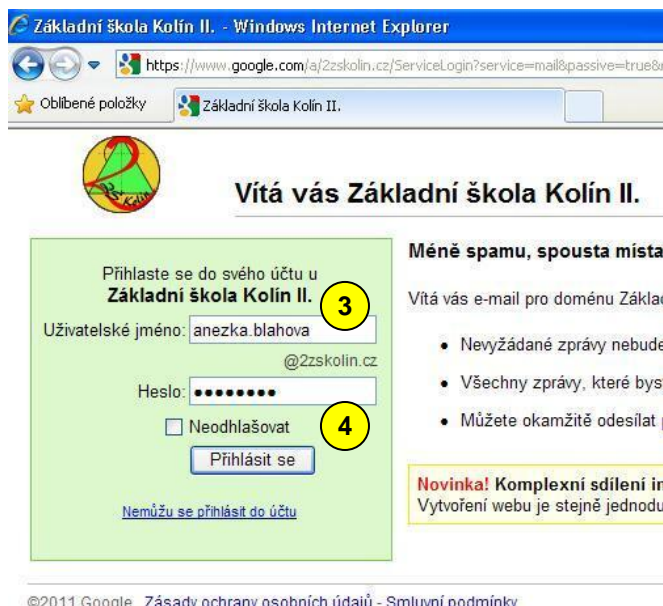 Základní škola Kolín II. - Windows Internet Explorer
https://www.google.com/a/2zskolin.cz/ServiceLogin?service=mail&passive=true&
Oblíbené položky
Základní škola Kolín II.
2
ZŠ Kolín
Vítá vás Základní škola Kolín II.
Přihlaste se do svého účtu u
Základní škola Kolín II.
3
Uživatelské jméno: anezka.blahova
@2zskolin.cz
Heslo: ●●●●●●●●
Neodhlašovat
4
Přihlásit se
Nemůžu se přihlásit do účtu
Méně spamu, spousta místa
Vítá vás e-mail pro doménu Základ
• Nevyžádané zprávy nebude
• Všechny zprávy, které bys
• Můžete okamžitě odesílat
Novinka! Komplexní sdílení in
Vytvoření webu je stejně jednodu
©2011 Google Zásady ochrany osobních údajů - Smluvní podmínky